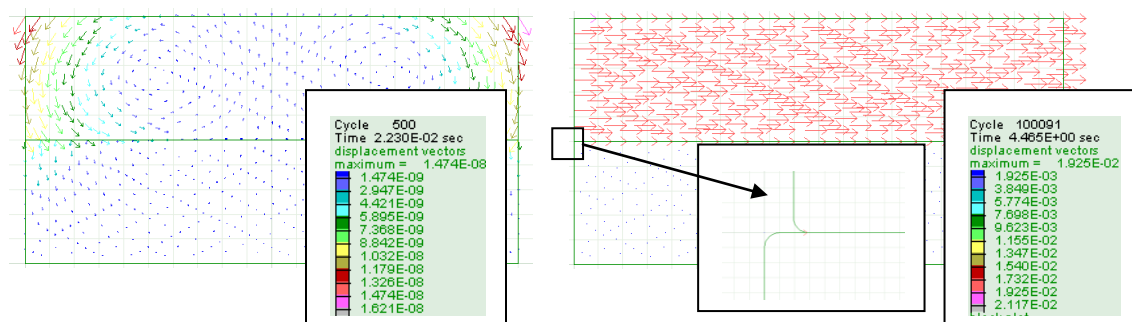 Cycle 500
Time 2.230E-02 sec
displacement vectors
maximum = 1.474E-08
1.474E-09
2.947E-09
4.421E-09
5.895E-09
7.368E-09
8.842E-09
1.032E-08
1.179E-08
1.326E-08
1.474E-08
1.621E-08
Cycle 100091
Time 4.465E+00 sec
displacement vectors
maximum = 1.925E-02
1.925E-03
3.849E-03
5.774E-03
7.698E-03
9.623E-03
1.155E-02
1.347E-02
1.540E-02
1.732E-02
1.925E-02
2.117E-02